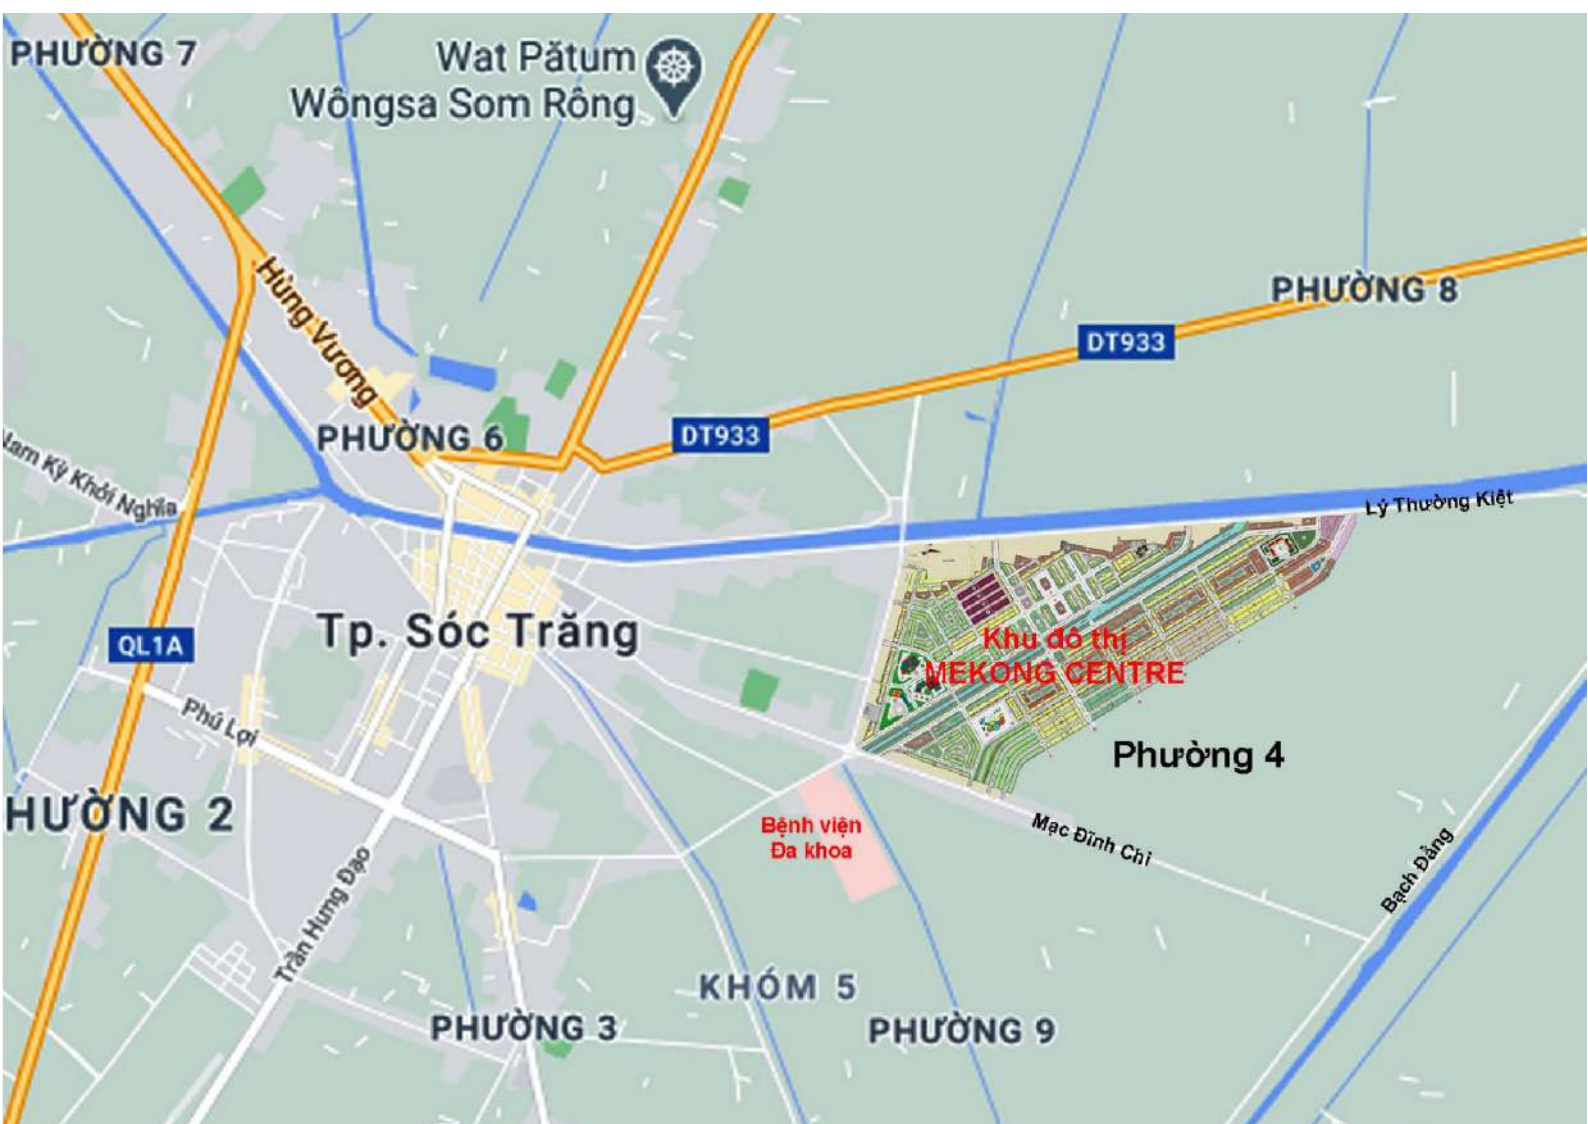 PHƯỜNG 7
Wat Pătum
Wôngsa Som Rông
Hùng Vương
PHƯỜNG 8
DT933
DT933
PHƯỜNG 6
Nam Kỳ Khởi Nghĩa
Lý Thường Kiệt
Tp. Sóc Trăng
QL1A
Khu đô thị
MEKONG CENTRE
Phú Lợi
Phường 4
HƯỜNG 2
Bệnh viện
Đa khoa
Mạc Đĩnh Chi
Bạch Đằng
Trần Hưng Đạo
KHÓM 5
PHƯỜNG 3
PHƯỜNG 9